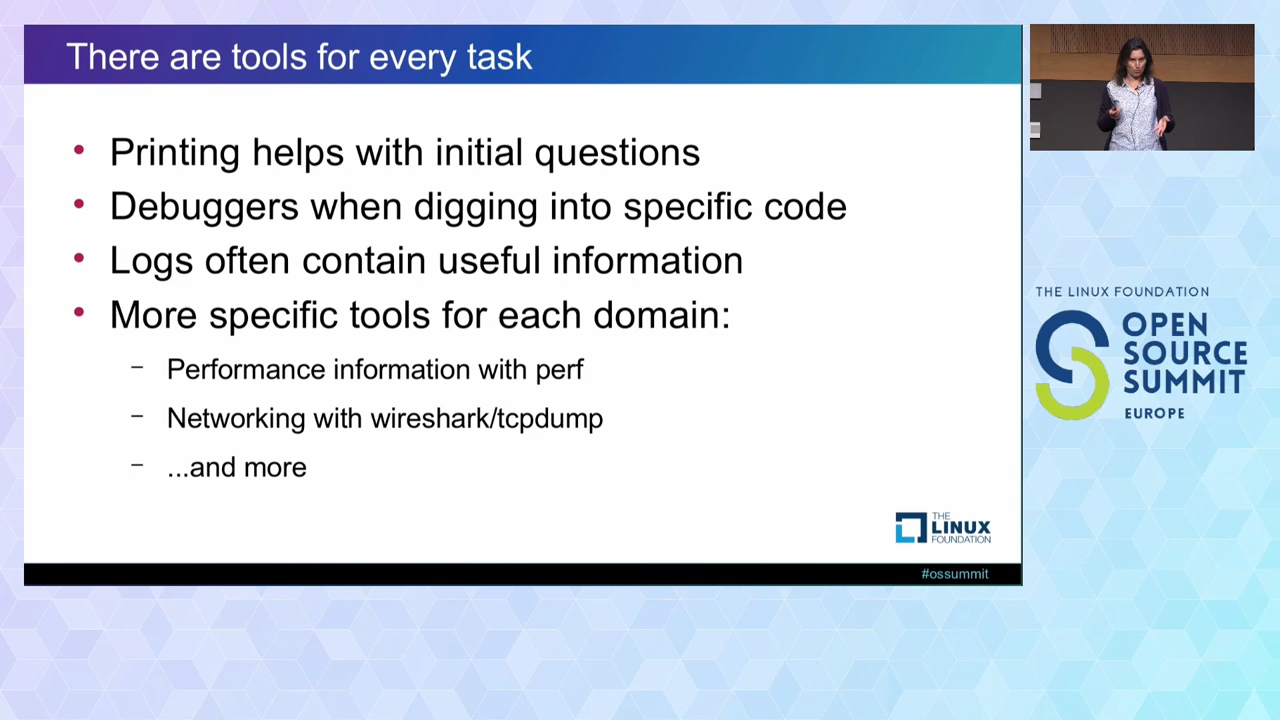 There are tools for every task
• Printing helps with initial questions
• Debuggers when digging into specific code
• Logs often contain useful information
• More specific tools for each domain:
– Performance information with perf
– Networking with wireshark/tcpdump
– ...and more
THE
LINUX
FOUNDATION
#ossummit
THE LINUX FOUNDATION
OPEN
SOURCE
SUMMIT
EUROPE